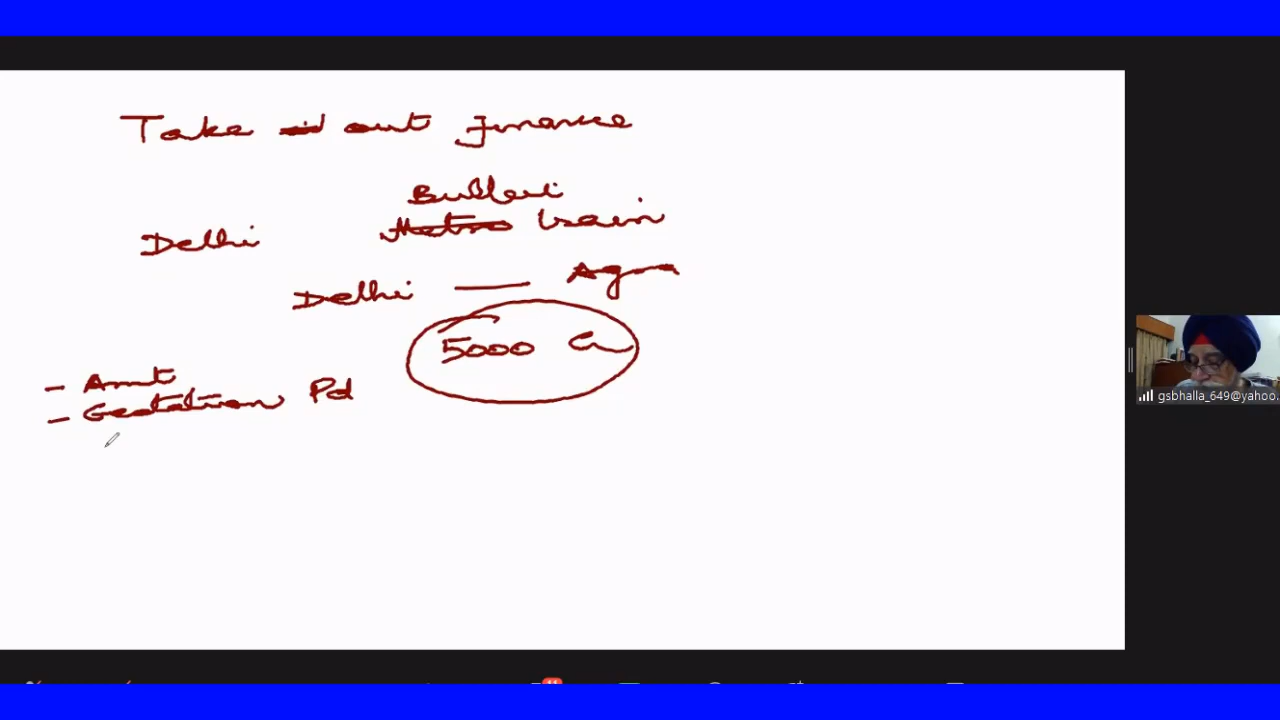 Take out finance
Bullet
Delhi Metro train
Delhi — Agra
5000 Cr
- Amt
- Gestation Pd
gsbhalla_649@yahoo.